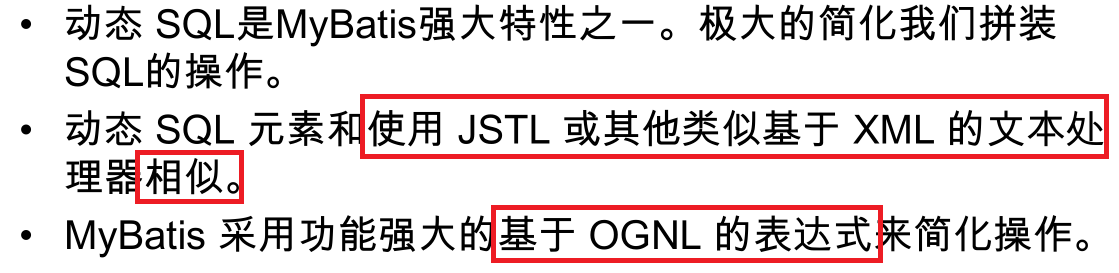 • 动态 SQL是MyBatis强大特性之一。极大的简化我们拼装
SQL的操作。
• 动态 SQL 元素和使用 JSTL 或其他类似基于 XML 的文本处
理器相似。
• MyBatis 采用功能强大的基于 OGNL 的表达式来简化操作。